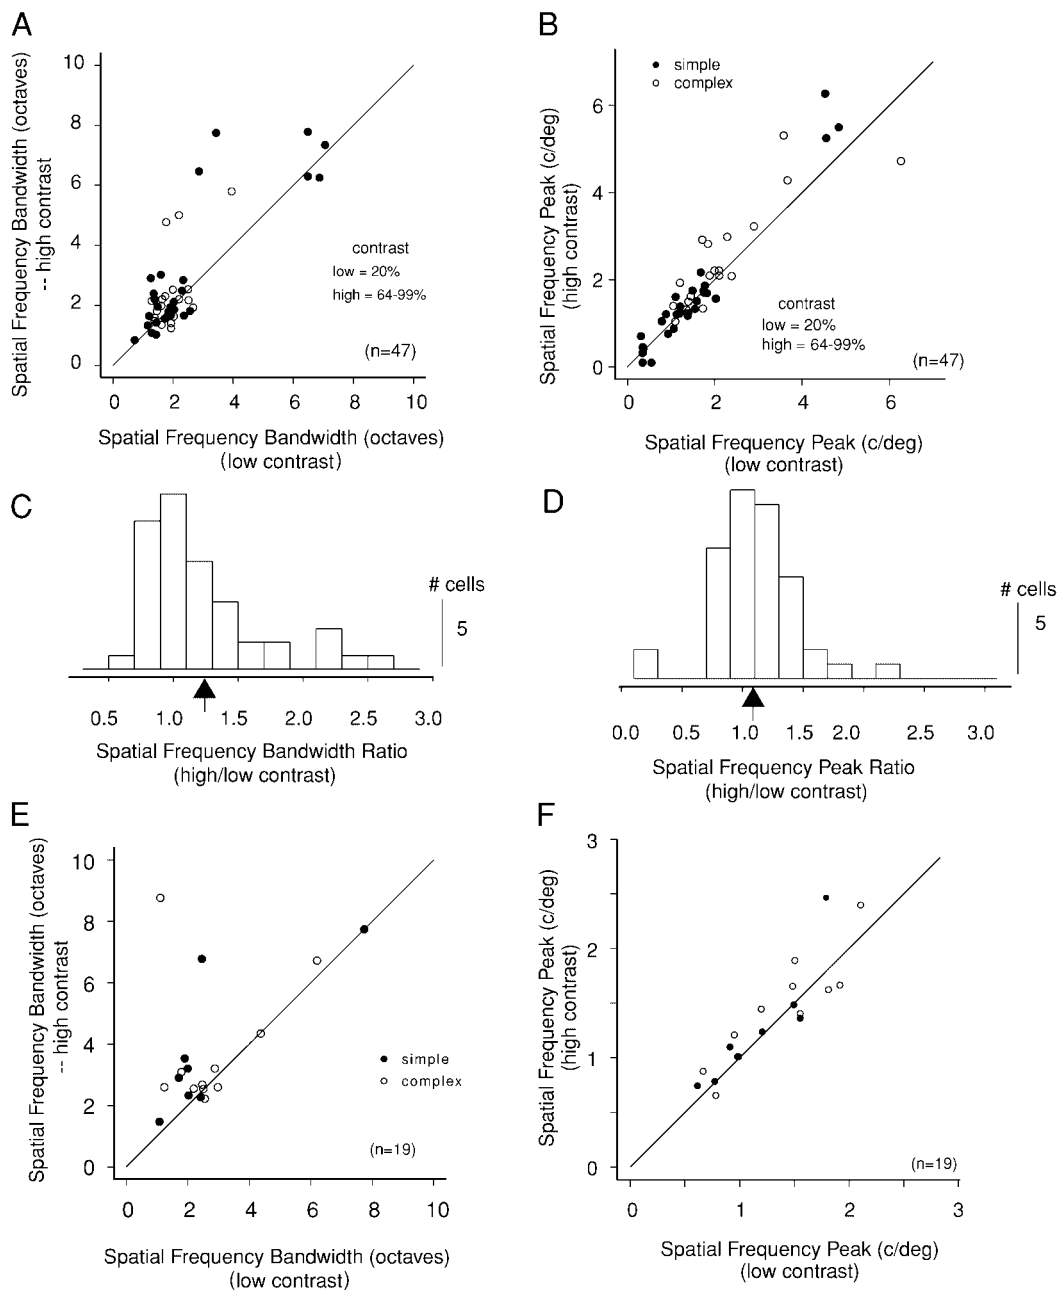 A
Spatial Frequency Bandwidth (octaves)
-- high contrast
10
8
6
4
2
0
contrast
low = 20%
high = 64-99%
(n=47)
0 2 4 6 8 10
Spatial Frequency Bandwidth (octaves)
(low contrast)
B
Spatial Frequency Peak (c/deg)
(high contrast)
simple
complex
6
4
2
0
contrast
low = 20%
high = 64-99%
(n=47)
0 2 4 6
Spatial Frequency Peak (c/deg)
(low contrast)
C
# cells
5
0.5 1.0 1.5 2.0 2.5 3.0
Spatial Frequency Bandwidth Ratio
(high/low contrast)
D
# cells
5
0.0 0.5 1.0 1.5 2.0 2.5 3.0
Spatial Frequency Peak Ratio
(high/low contrast)
E
Spatial Frequency Bandwidth (octaves)
-- high contrast
10
8
6
4
2
0
simple
complex
(n=19)
0 2 4 6 8 10
Spatial Frequency Bandwidth (octaves)
(low contrast)
F
Spatial Frequency Peak (c/deg)
(high contrast)
3
2
1
0
(n=19)
0 1 2 3
Spatial Frequency Peak (c/deg)
(low contrast)